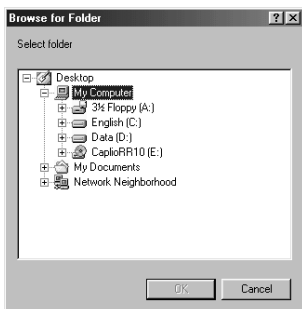 Browse for Folder
Select folder
Desktop
My Computer
3½ Floppy (A:)
English (C:)
Data (D:)
CaplioRR10 (E:)
My Documents
Network Neighborhood
OK
Cancel